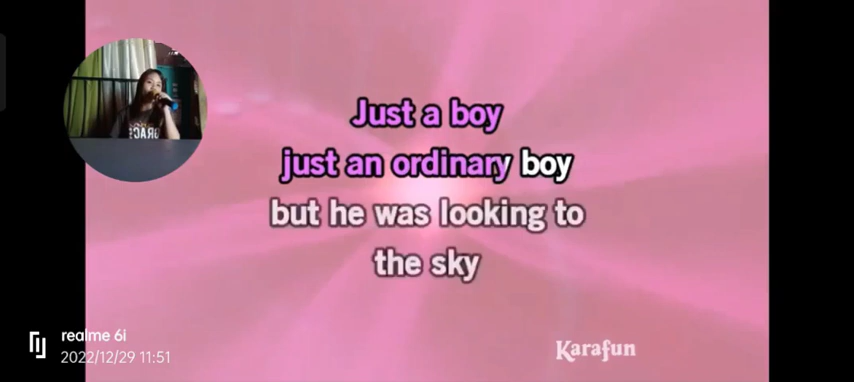 Just a boy
just an ordinary boy
but he was looking to
the sky
Karafun
realme 6i
2022/12/29 11:51